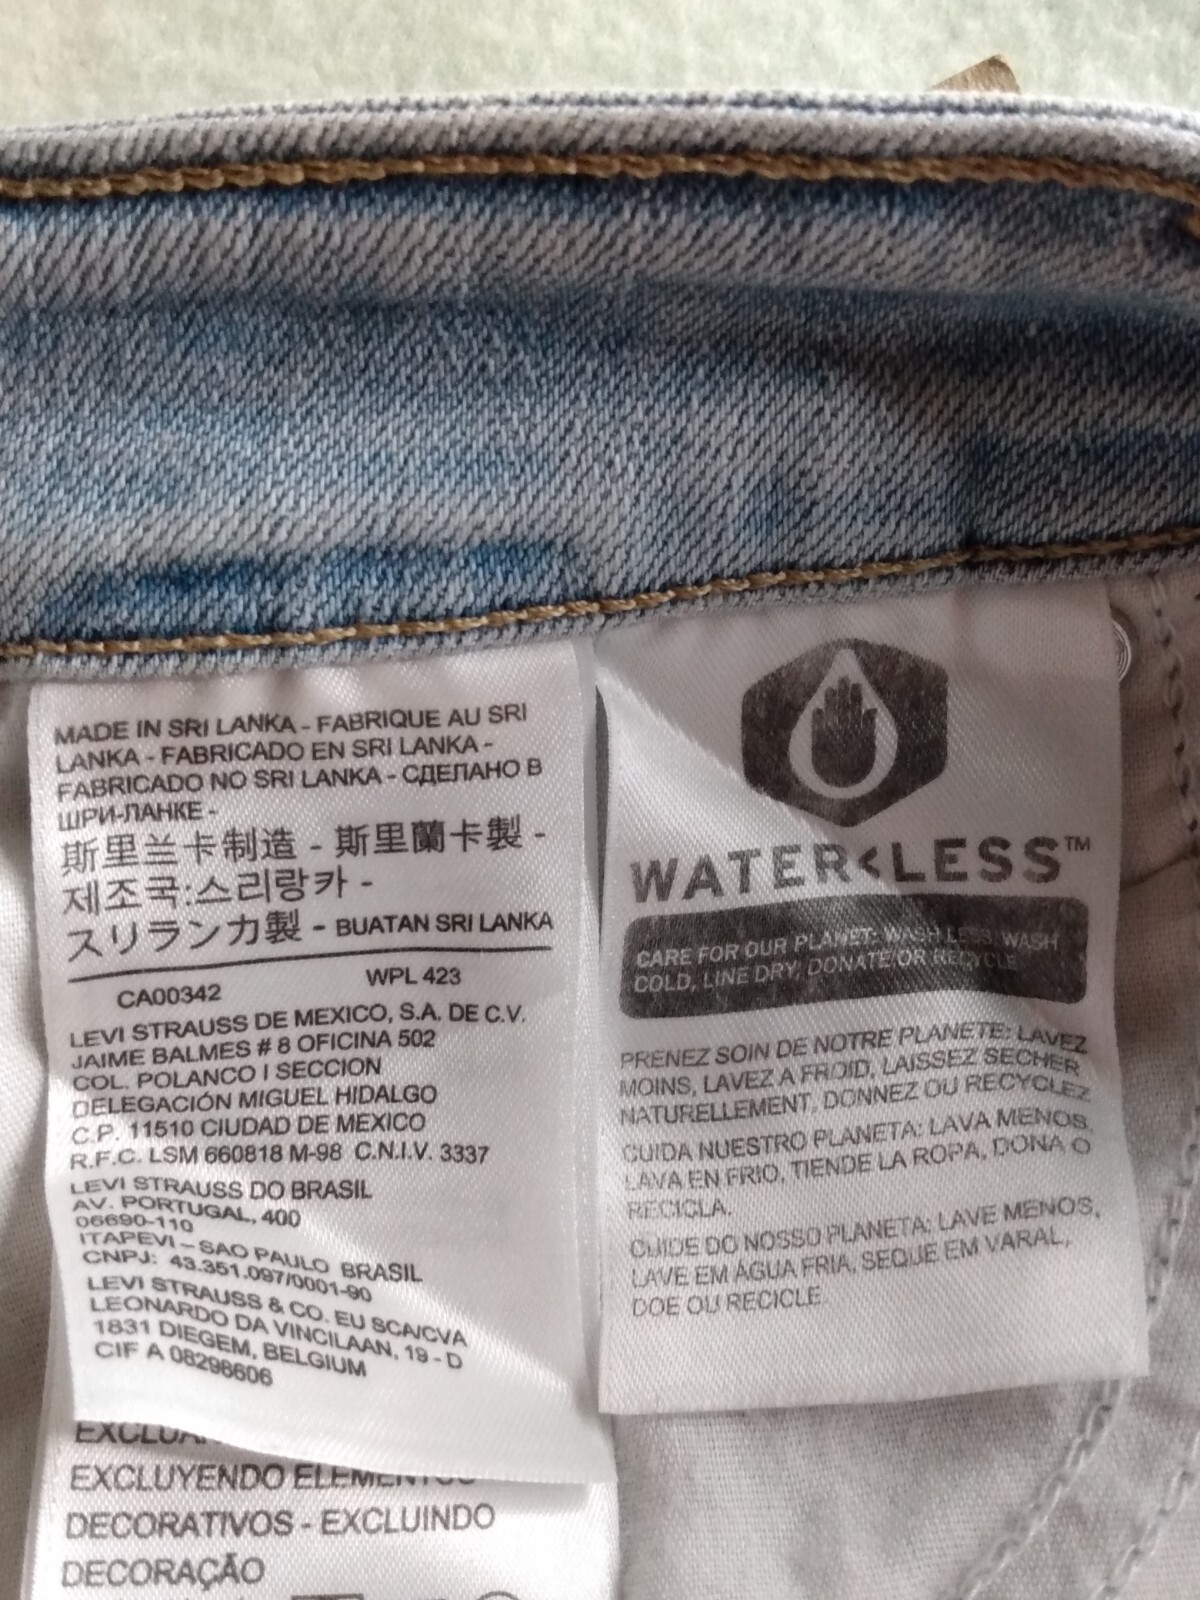 MADE IN SRI LANKA - FABRIQUE AU SRI
LANKA - FABRICADO EN SRI LANKA -
FABRICADO NO SRI LANKA - СДЕЛАНО В
ШРИ-ЛАНКЕ -
斯里兰卡制造 - 斯里蘭卡製 -
제조국:스리랑카 -
スリランカ製 - BUATAN SRI LANKA
CA00342 WPL 423
LEVI STRAUSS DE MEXICO, S.A. DE C.V.
JAIME BALMES # 8 OFICINA 502
COL. POLANCO I SECCION
DELEGACIÓN MIGUEL HIDALGO
C.P. 11510 CIUDAD DE MEXICO
R.F.C. LSM 660818 M-98 C.N.I.V. 3337
LEVI STRAUSS DO BRASIL
AV. PORTUGAL, 400
06690-110
ITAPEVI – SAO PAULO BRASIL
CNPJ: 43.351.097/0001-90
LEVI STRAUSS & CO. EU SCA/CVA
LEONARDO DA VINCILAAN, 19 - D
1831 DIEGEM, BELGIUM
CIF A 08298606
EXCLUYENDO ELEMENTOS
DECORATIVOS - EXCLUINDO
DECORAÇÃO
WATER<LESS™
CARE FOR OUR PLANET: WASH LESS, WASH
COLD, LINE DRY, DONATE OR RECYCLE
PRENEZ SOIN DE NOTRE PLANÈTE: LAVEZ
MOINS, LAVEZ A FROID, LAISSEZ SECHER
NATURELLEMENT, DONNEZ OU RECYCLEZ
CUIDA NUESTRO PLANETA: LAVA MENOS,
LAVA EN FRIO, TIENDE LA ROPA, DONA O
RECICLA.
CUIDE DO NOSSO PLANETA: LAVE MENOS,
LAVE EM ÁGUA FRIA, SEQUE EM VARAL,
DOE OU RECICLE